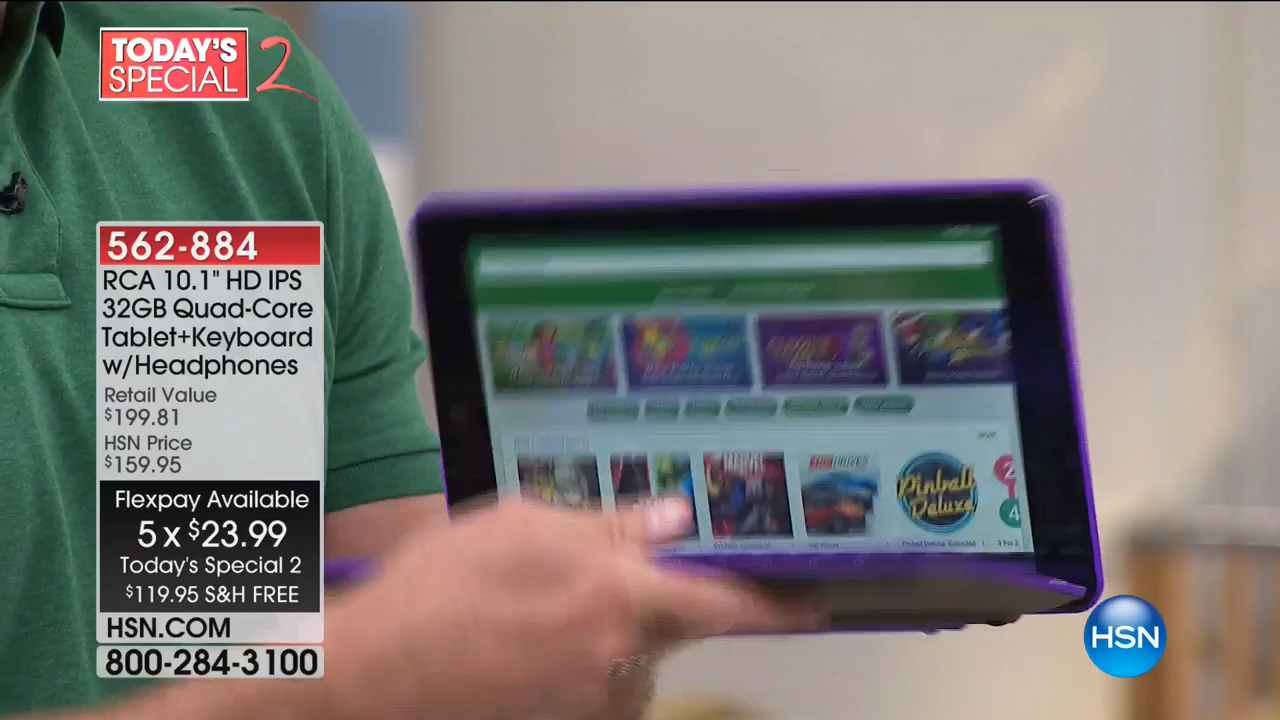 TODAY'S
SPECIAL 2
562-884
RCA 10.1" HD IPS
32GB Quad-Core
Tablet+Keyboard
w/Headphones
Retail Value
$199.81
HSN Price
$159.95
Flexpay Available
5 x $23.99
Today's Special 2
$119.95 S&H FREE
HSN.COM
800-284-3100
Pinball
Deluxe
2
4
HSN